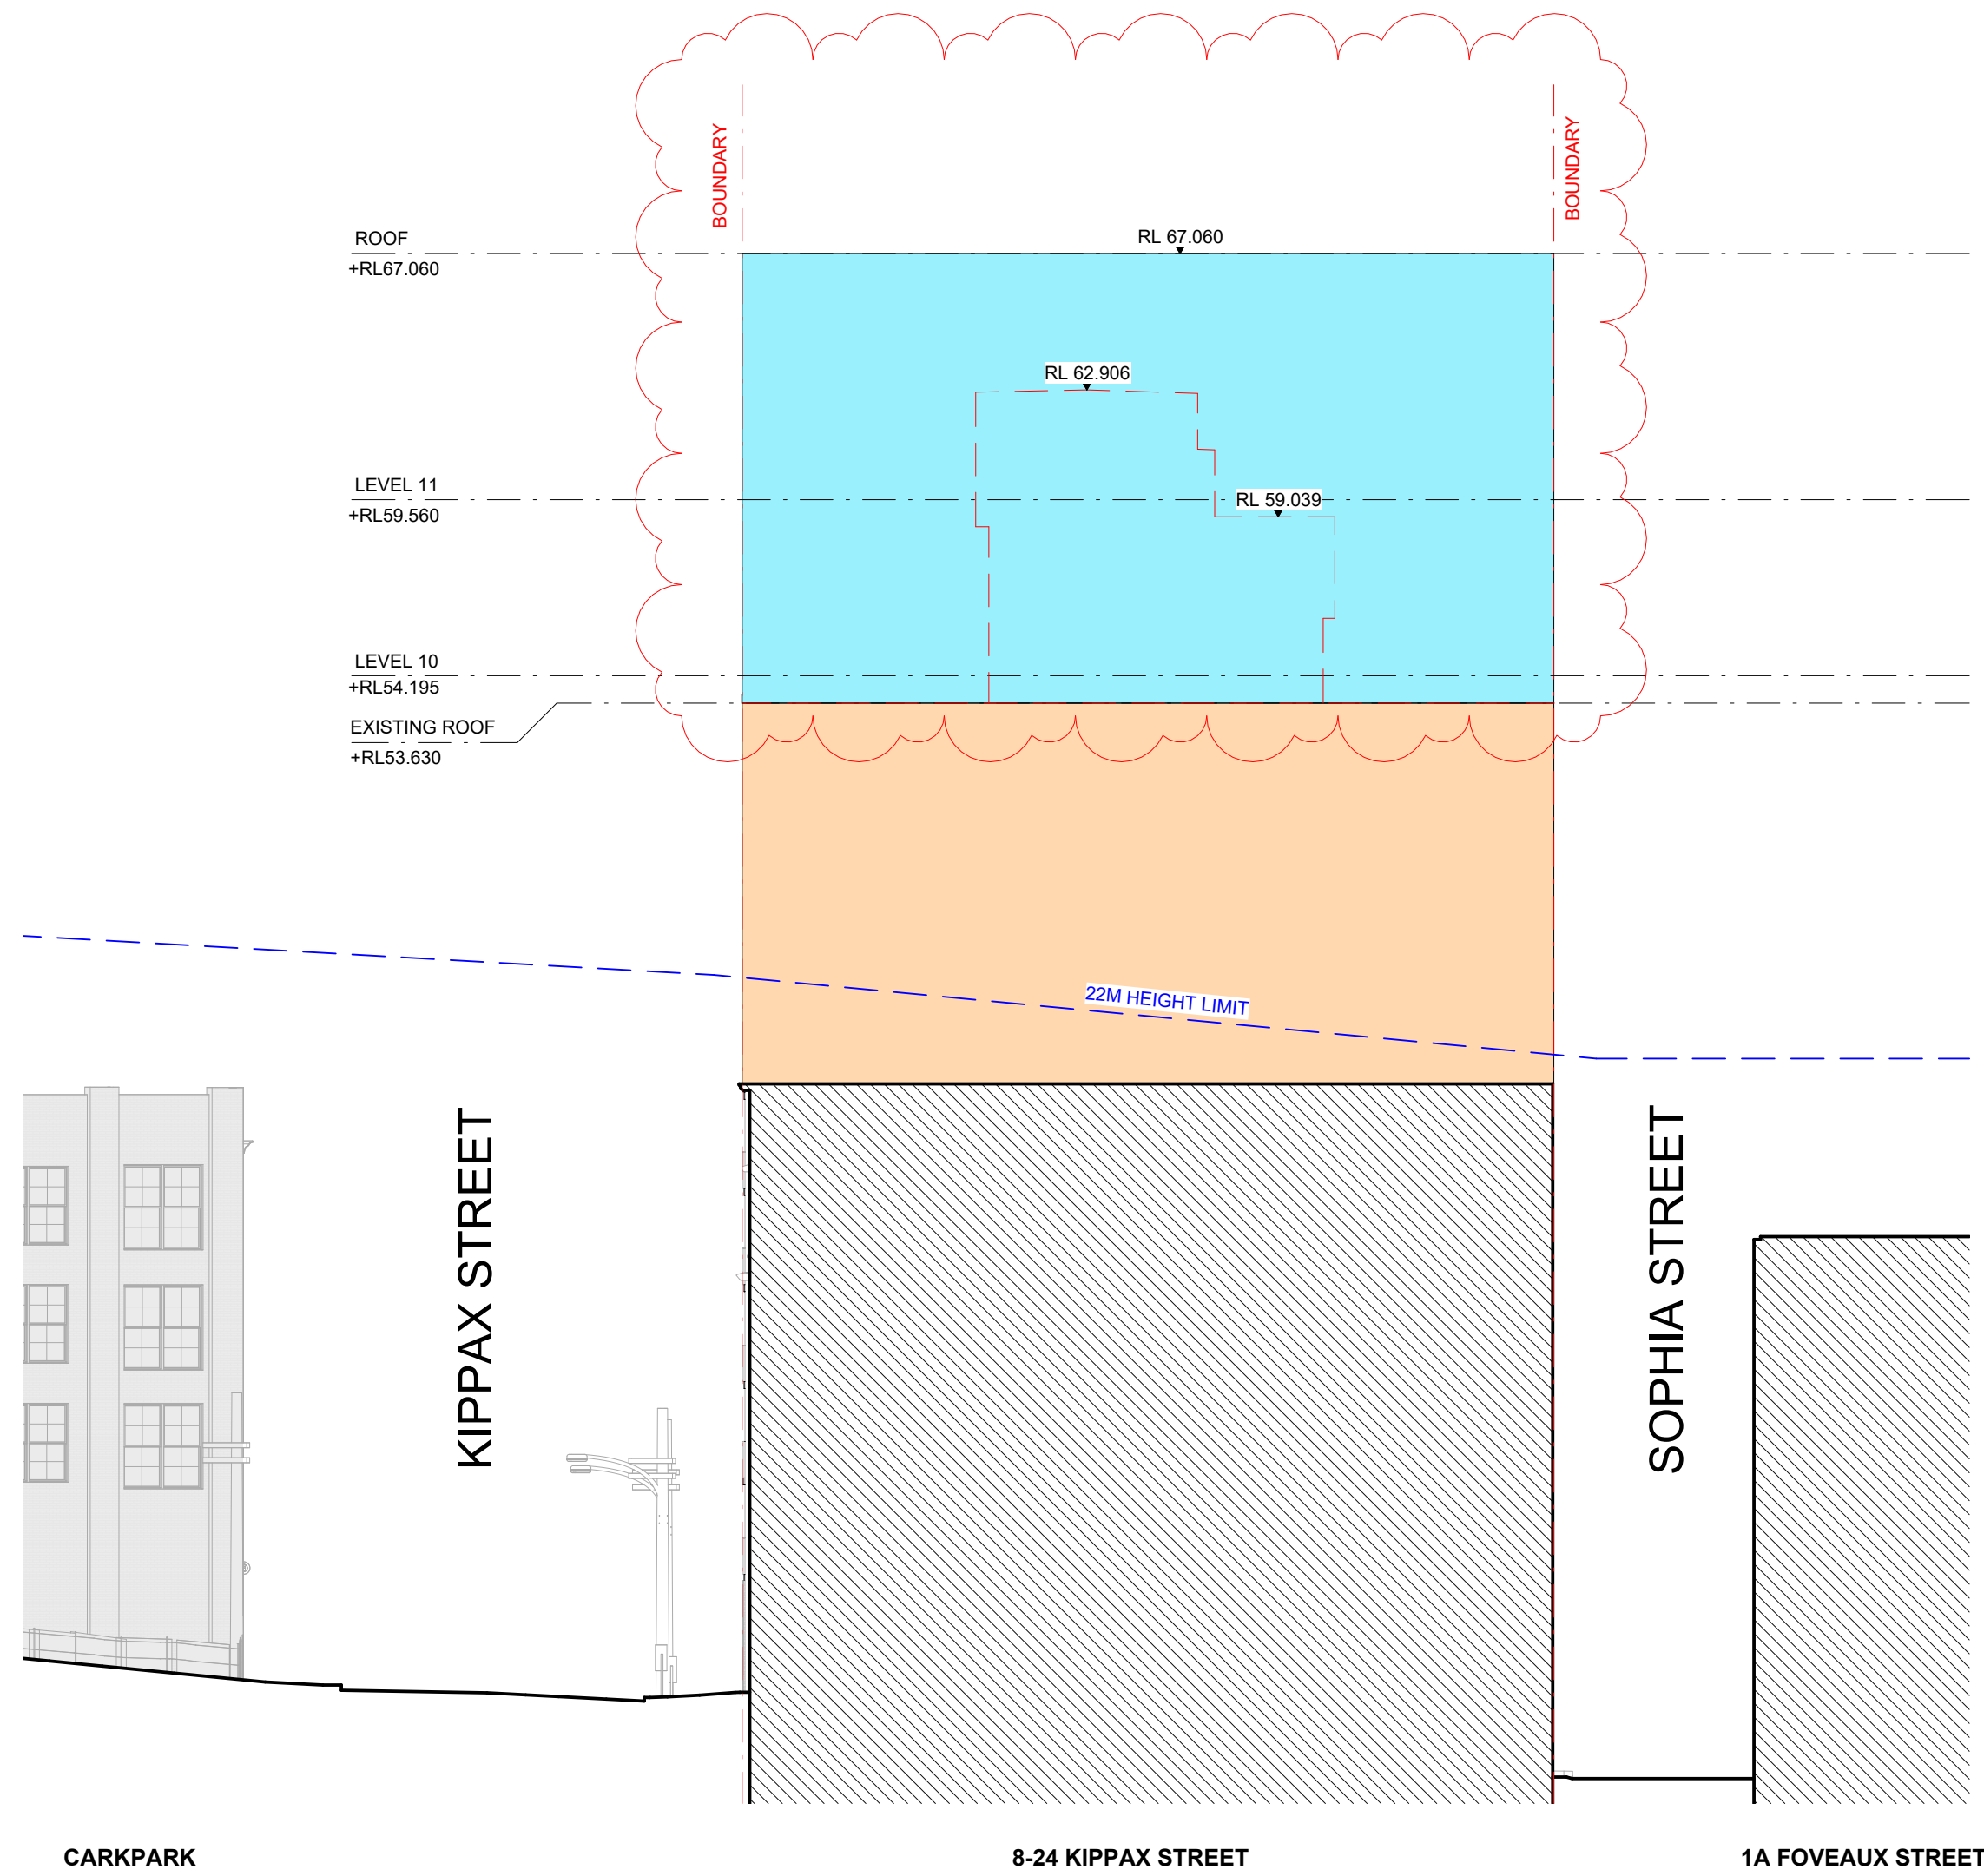 BOUNDARY
BOUNDARY
ROOF
+RL67.060
RL 67.060
RL 62.906
LEVEL 11
+RL59.560
RL 59.039
LEVEL 10
+RL54.195
EXISTING ROOF
+RL53.630
22M HEIGHT LIMIT
KIPPAX STREET
SOPHIA STREET
CARKPARK
8-24 KIPPAX STREET
1A FOVEAUX STREET